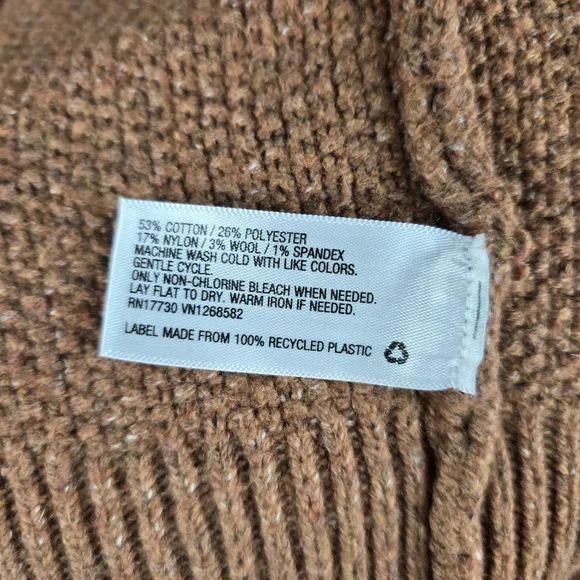 53% COTTON / 26% POLYESTER
17% NYLON / 3% WOOL / 1% SPANDEX
MACHINE WASH COLD WITH LIKE COLORS.
GENTLE CYCLE.
ONLY NON-CHLORINE BLEACH WHEN NEEDED.
LAY FLAT TO DRY. WARM IRON IF NEEDED.
RN17730 VN1268582
LABEL MADE FROM 100% RECYCLED PLASTIC